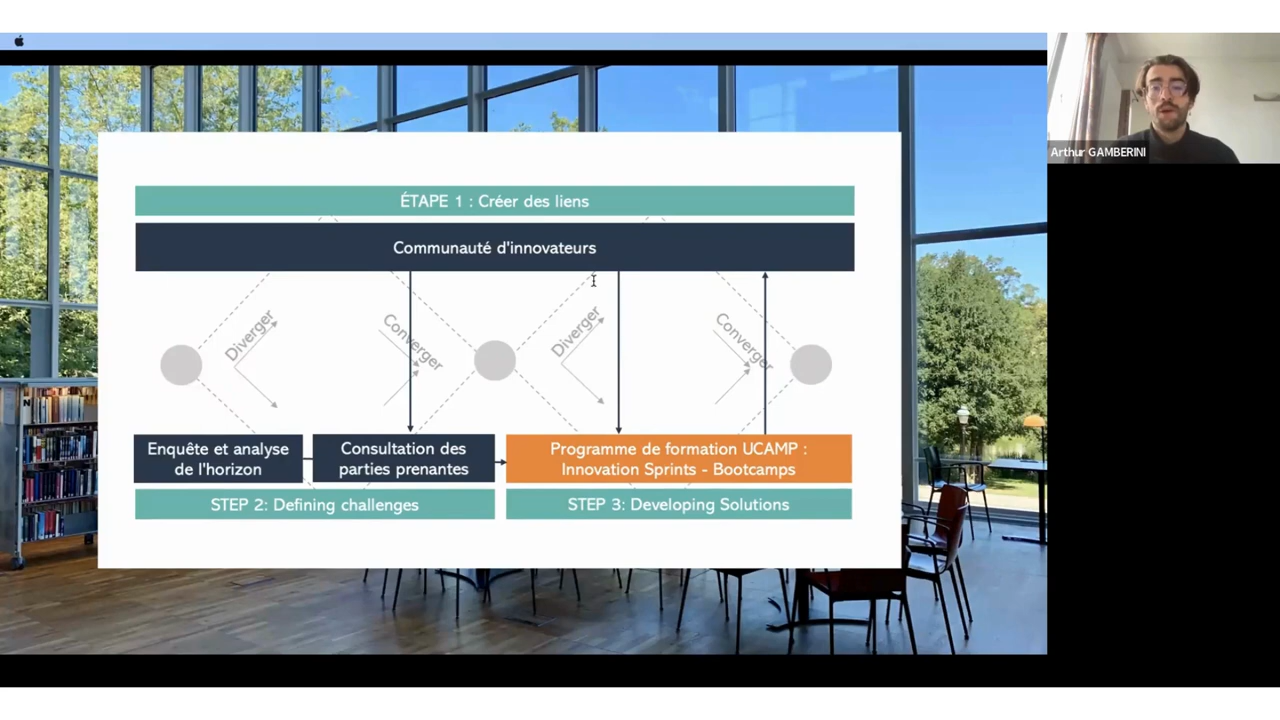 Arthur GAMBERINI
ÉTAPE 1 : Créer des liens
Communauté d'innovateurs
Diverger
Converger
Diverger
Converger
Enquête et analyse
de l'horizon
Consultation des
parties prenantes
Programme de formation UCAMP :
Innovation Sprints - Bootcamps
STEP 2: Defining challenges
STEP 3: Developing Solutions
N